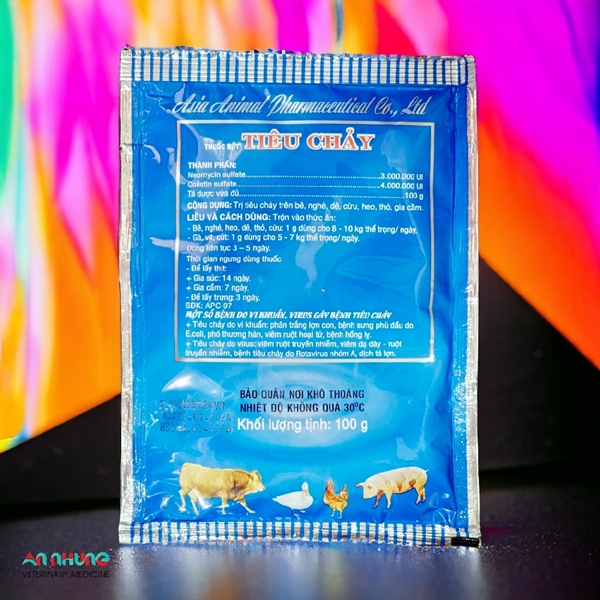 Asia Animal Pharmaceutical Co., Ltd
THUỐC BỘT TIÊU CHẢY
THÀNH PHẦN:
Neomycin sulfate...........................3.000.000 UI
Colistin sulfate...............................4.000.000 UI
Tá dược vừa đủ......................................100 g
CÔNG DỤNG: Trị tiêu chảy trên bê, nghé, dê, cừu, heo, thỏ, gia cầm.
LIỀU VÀ CÁCH DÙNG: Trộn vào thức ăn:
- Bê, nghé, heo, dê, thỏ, cừu: 1 g dùng cho 8 - 10 kg thể trọng/ ngày.
- Gà, vịt, cút: 1 g dùng cho 5 - 7 kg thể trọng/ ngày.
Dùng liên tục 3 – 5 ngày.
Thời gian ngưng dùng thuốc
- Để lấy thịt:
+ Gia súc: 14 ngày.
+ Gia cầm: 7 ngày.
- Để lấy trứng: 3 ngày.
SĐK: APC-97
MỘT SỐ BỆNH DO VI KHUẨN, VIRUS GÂY BỆNH TIÊU CHẢY
+ Tiêu chảy do vi khuẩn: phân trắng lợn con, bệnh sưng phù đầu do
E.coli, phó thương hàn, viêm ruột hoại tử, bệnh hồng lỵ.
+ Tiêu chảy do virus: viêm ruột truyền nhiễm, viêm dạ dày - ruột
truyền nhiễm, bệnh tiêu chảy do Rotavirus nhóm A, dịch tả lợn.
BẢO QUẢN NƠI KHÔ THOÁNG
NHIỆT ĐỘ KHÔNG QUÁ 30°C
Khối lượng tịnh: 100 g
AN NHUNG
VETERINARY MEDICINE